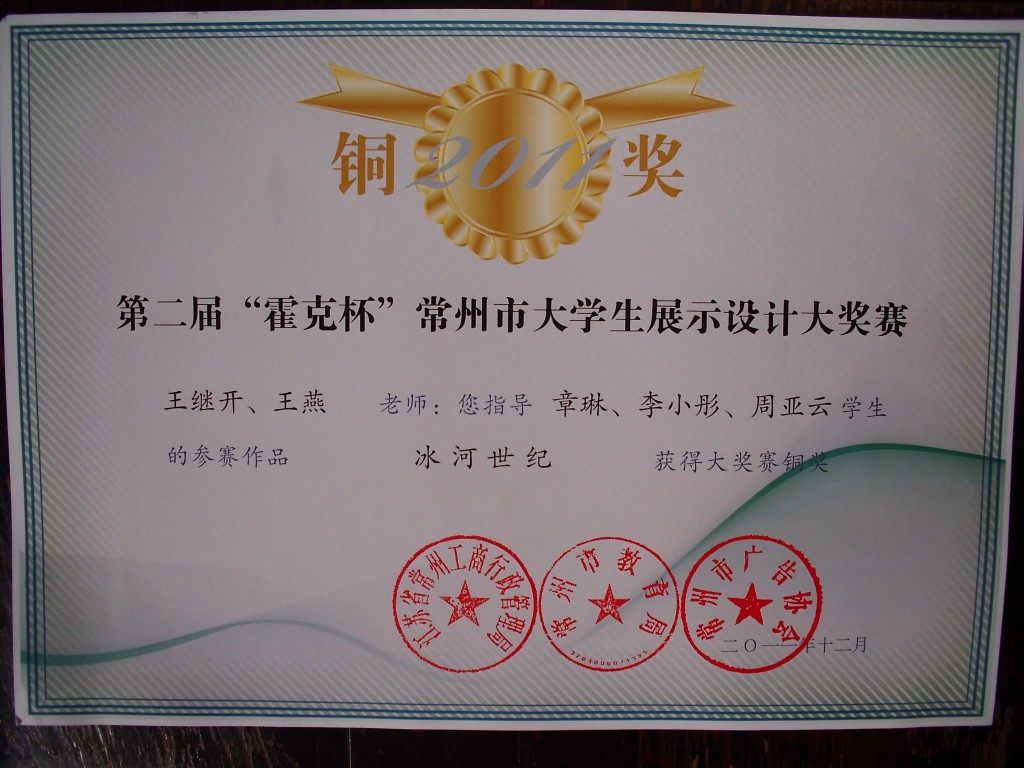 铜 2011 奖
第二届“霍克杯”常州市大学生展示设计大奖赛
王继开、王燕 老师：您指导 章琳、李小彤、周亚云 学生
的参赛作品 冰河世纪 获得大奖赛铜奖
江苏省常州工商行政管理局
常州市教育局
常州市广告协会
二〇一一年十二月